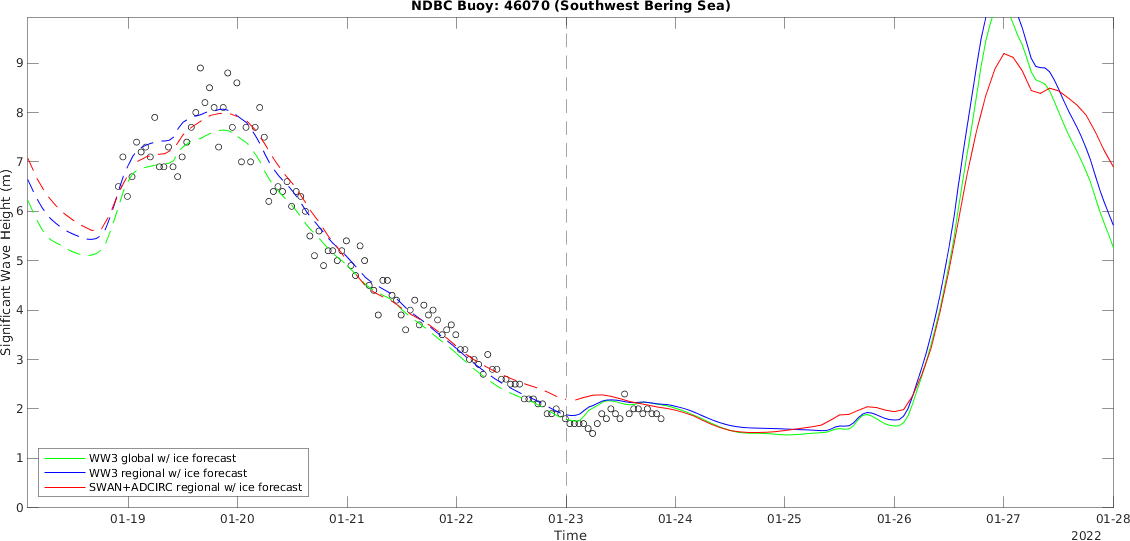 NDBC Buoy: 46070 (Southwest Bering Sea)
Significant Wave Height (m)
9
8
7
6
5
4
3
2
1
0
WW3 global w/ ice forecast
WW3 regional w/ ice forecast
SWAN+ADCIRC regional w/ ice forecast
01-19 01-20 01-21 01-22 01-23 01-24 01-25 01-26 01-27 01-28
Time
2022